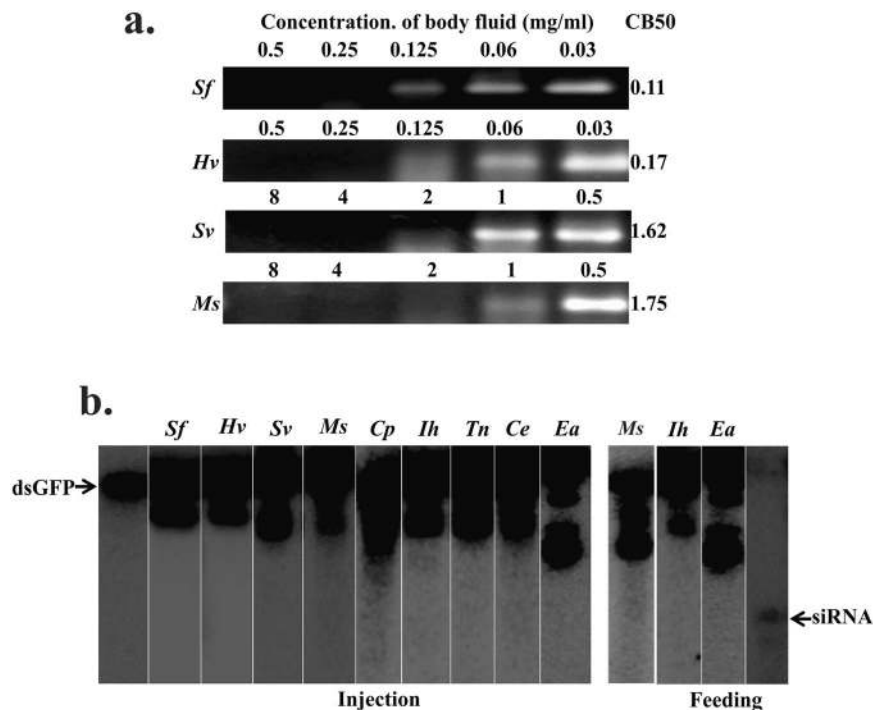 a.
Concentration. of body fluid (mg/ml) CB50
0.5 0.25 0.125 0.06 0.03
Sf 0.11
0.5 0.25 0.125 0.06 0.03
Hv 0.17
8 4 2 1 0.5
Sv 1.62
8 4 2 1 0.5
Ms 1.75
b.
Sf Hv Sv Ms Cp Ih Tn Ce Ea Ms Ih Ea
dsGFP
siRNA
Injection Feeding